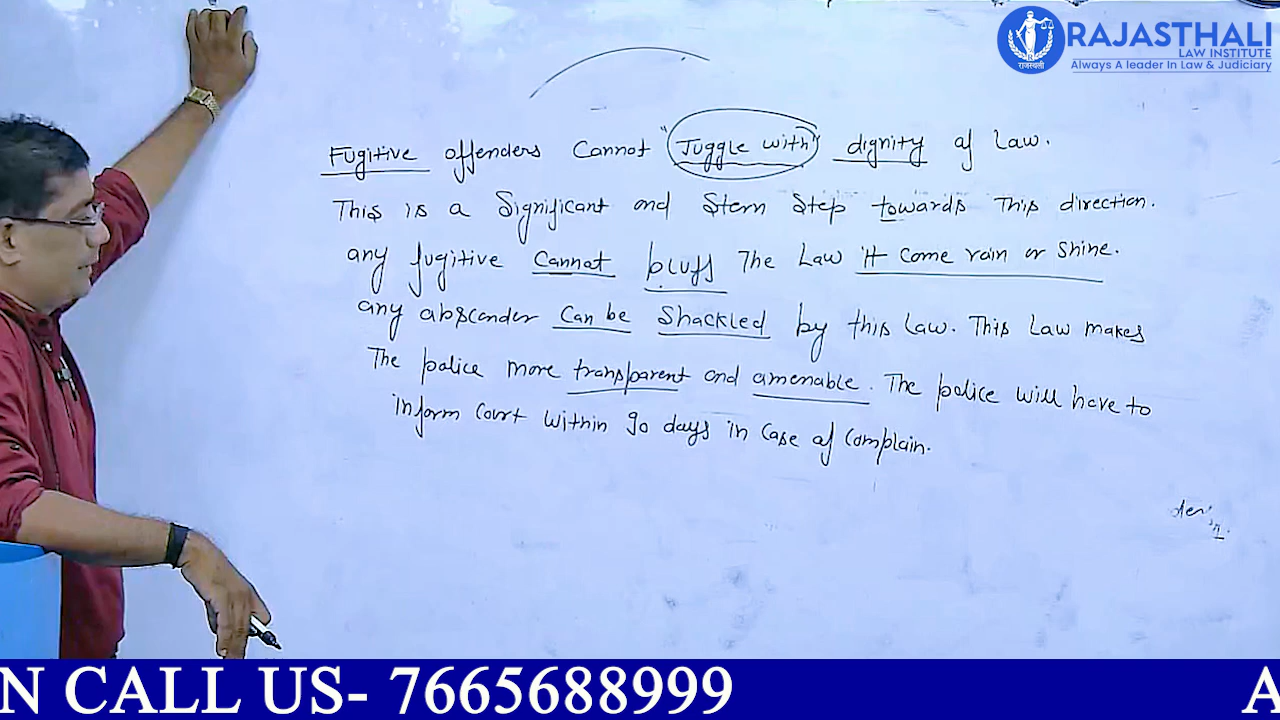 RAJASTHALI
LAW INSTITUTE
राजस्थली
Always A leader In Law & Judiciary
Fugitive offenders Cannot "Juggle with" dignity of Law.
This is a Significant and Stern Step towards This direction.
any fugitive Cannot bluff The Law it come rain or shine.
any absconder Can be Shackled by this Law. This Law makes
The police more transparent and amenable. The police will have to
inform Court within 90 days in case of Complain.
N CALL US- 7665688999
A